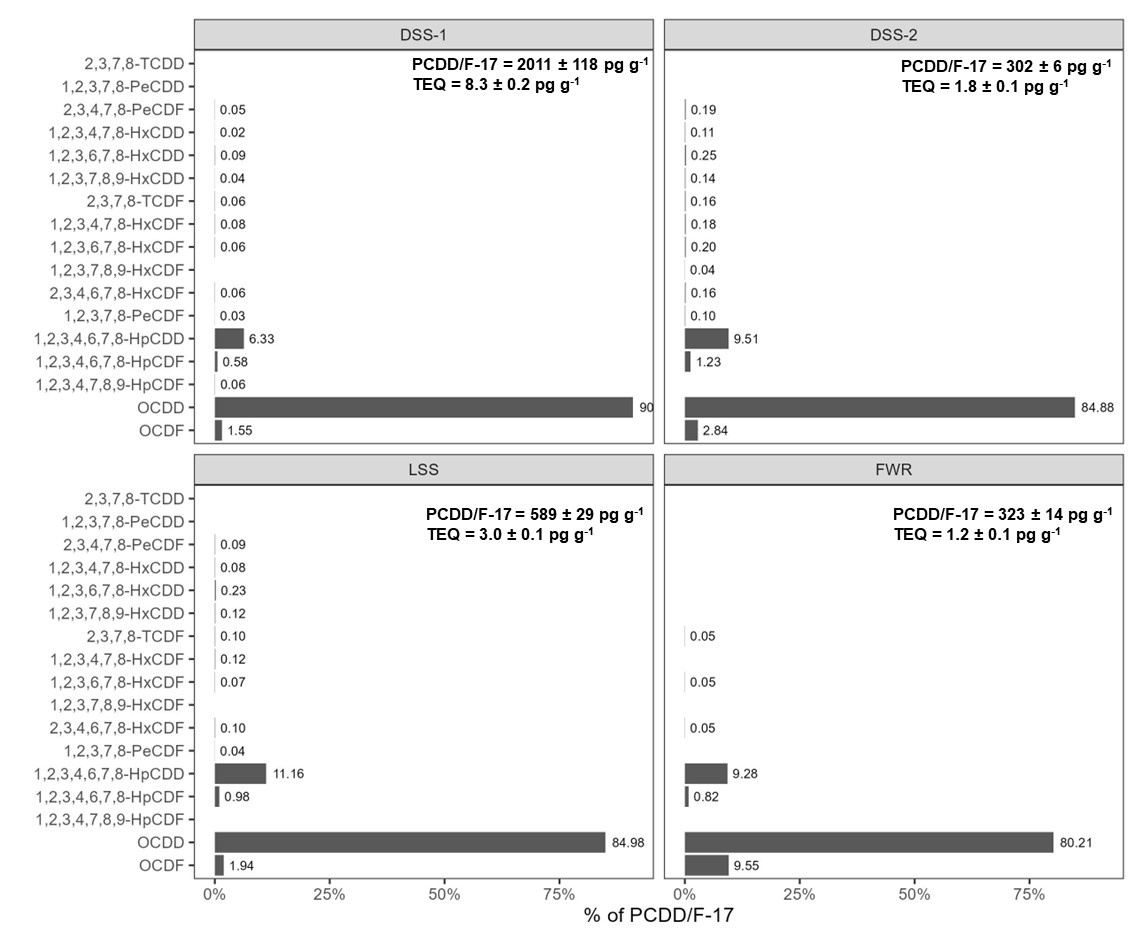 DSS-1
DSS-2
PCDD/F-17 = 2011 ± 118 pg g⁻¹
TEQ = 8.3 ± 0.2 pg g⁻¹
PCDD/F-17 = 302 ± 6 pg g⁻¹
TEQ = 1.8 ± 0.1 pg g⁻¹
2,3,7,8-TCDD
1,2,3,7,8-PeCDD
2,3,4,7,8-PeCDF 0.05 0.19
1,2,3,4,7,8-HxCDD 0.02 0.11
1,2,3,6,7,8-HxCDD 0.09 0.25
1,2,3,7,8,9-HxCDD 0.04 0.14
2,3,7,8-TCDF 0.06 0.16
1,2,3,4,7,8-HxCDF 0.08 0.18
1,2,3,6,7,8-HxCDF 0.06 0.20
1,2,3,7,8,9-HxCDF 0.04
2,3,4,6,7,8-HxCDF 0.06 0.16
1,2,3,7,8-PeCDF 0.03 0.10
1,2,3,4,6,7,8-HpCDD 6.33 9.51
1,2,3,4,6,7,8-HpCDF 0.58 1.23
1,2,3,4,7,8,9-HpCDF 0.06
OCDD 90 84.88
OCDF 1.55 2.84
LSS
FWR
PCDD/F-17 = 589 ± 29 pg g⁻¹
TEQ = 3.0 ± 0.1 pg g⁻¹
PCDD/F-17 = 323 ± 14 pg g⁻¹
TEQ = 1.2 ± 0.1 pg g⁻¹
2,3,7,8-TCDD
1,2,3,7,8-PeCDD
2,3,4,7,8-PeCDF 0.09
1,2,3,4,7,8-HxCDD 0.08
1,2,3,6,7,8-HxCDD 0.23
1,2,3,7,8,9-HxCDD 0.12
2,3,7,8-TCDF 0.10 0.05
1,2,3,4,7,8-HxCDF 0.12
1,2,3,6,7,8-HxCDF 0.07 0.05
1,2,3,7,8,9-HxCDF
2,3,4,6,7,8-HxCDF 0.10 0.05
1,2,3,7,8-PeCDF 0.04
1,2,3,4,6,7,8-HpCDD 11.16 9.28
1,2,3,4,6,7,8-HpCDF 0.98 0.82
1,2,3,4,7,8,9-HpCDF
OCDD 84.98 80.21
OCDF 1.94 9.55
0% 25% 50% 75% 0% 25% 50% 75%
% of PCDD/F-17